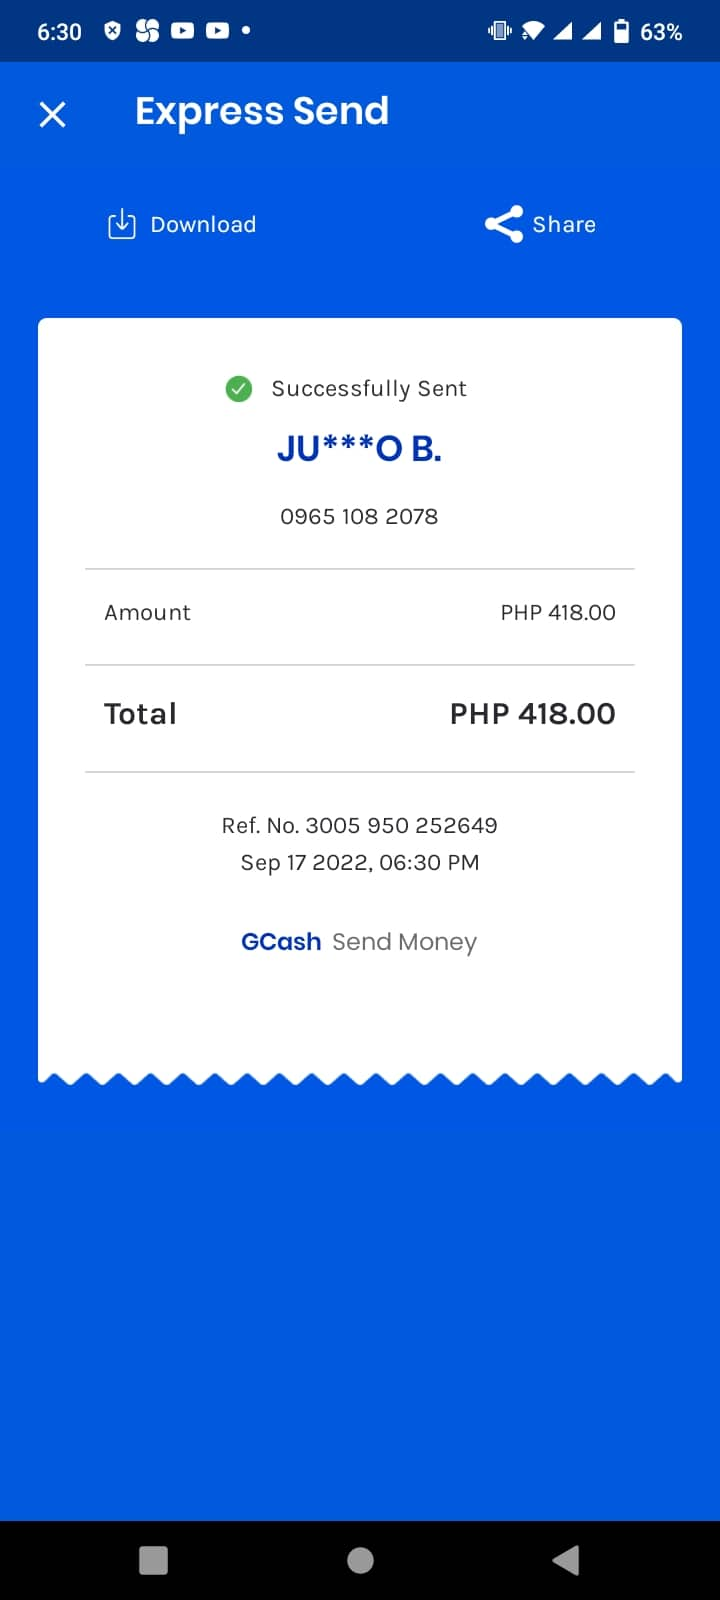 6:30 63%
Express Send
Download Share
Successfully Sent
JU***O B.
0965 108 2078
Amount PHP 418.00
Total PHP 418.00
Ref. No. 3005 950 252649
Sep 17 2022, 06:30 PM
GCash Send Money